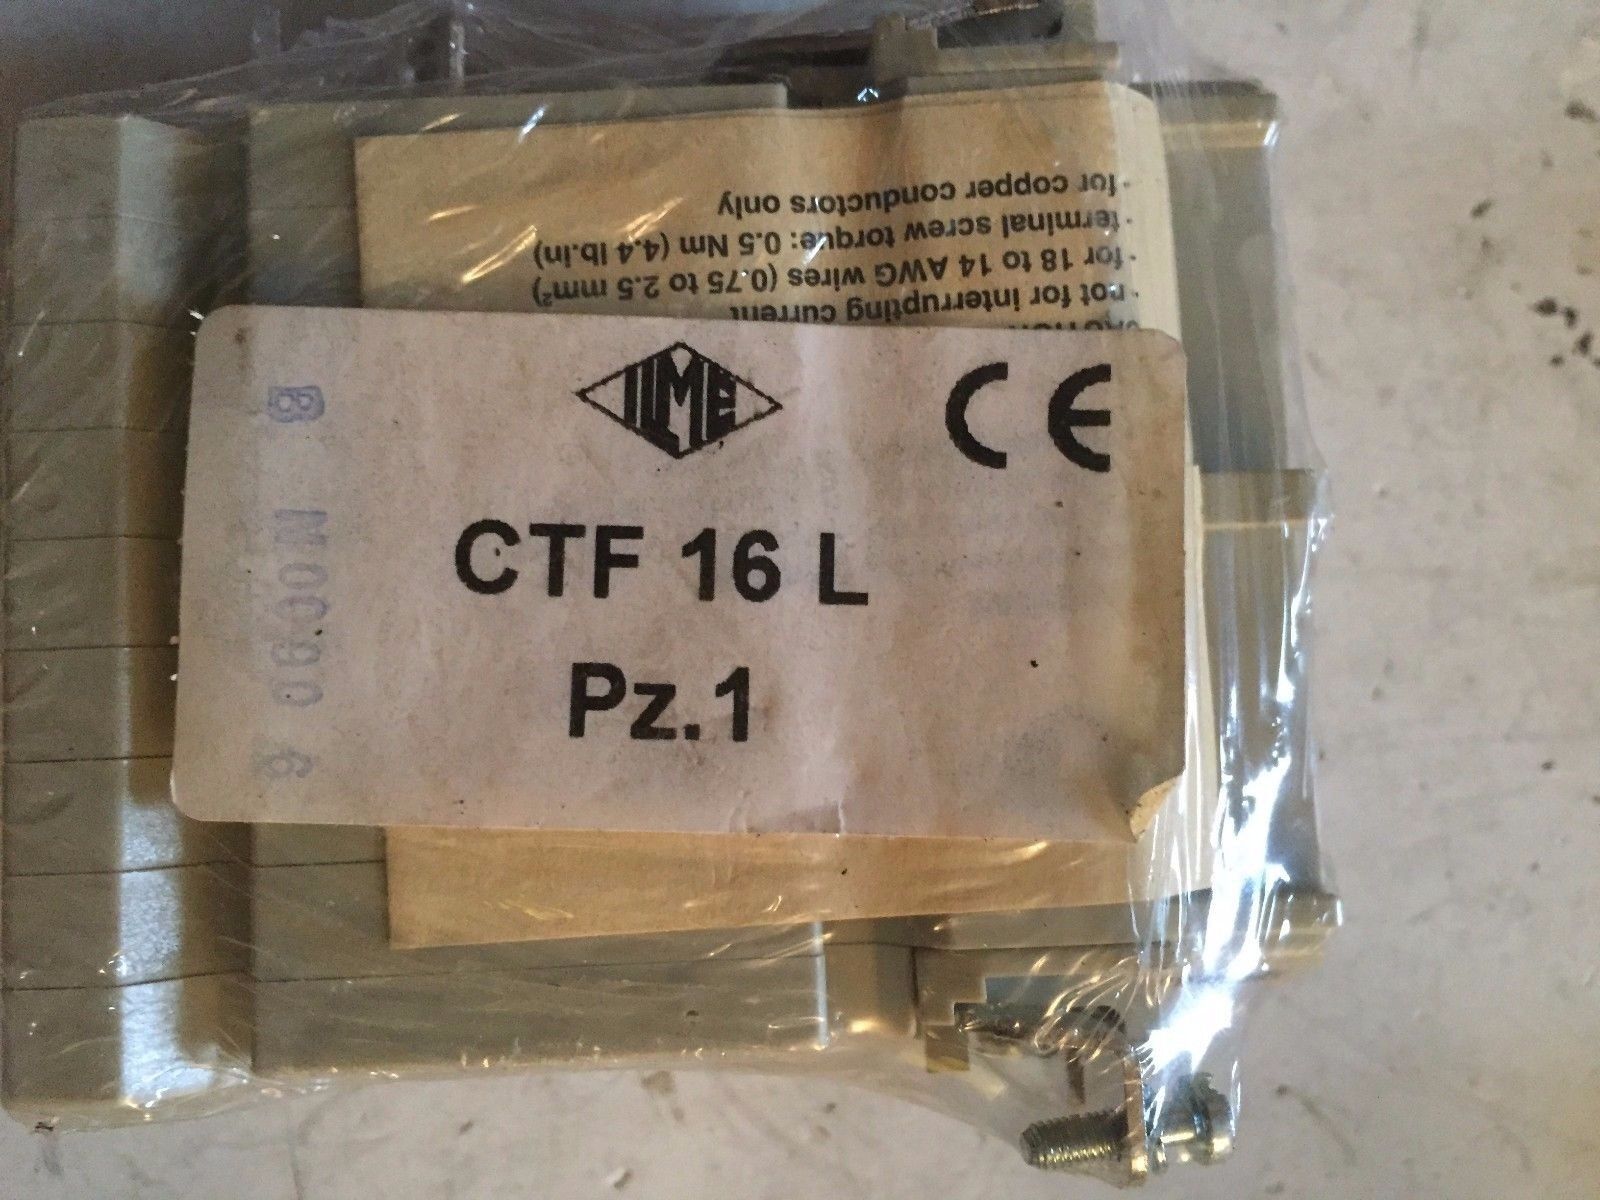 ILME
CE
CTF 16 L
Pz.1
not for interrupting current
· for 18 to 14 AWG wires (0.75 to 2.5 mm²)
· terminal screw torque: 0.5 Nm (4.4 lb.in)
· for copper conductors only